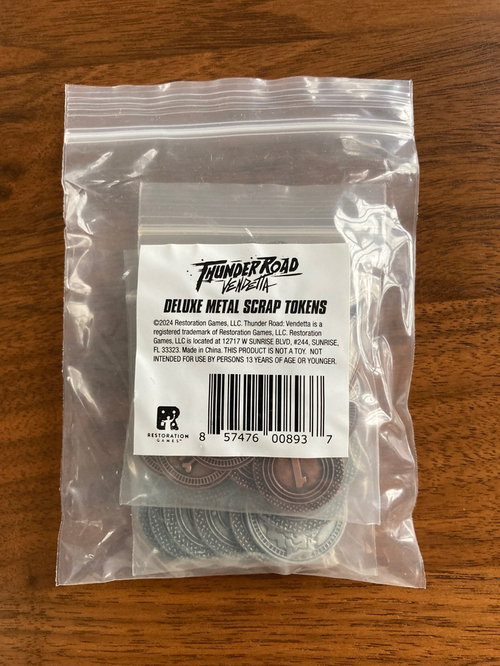 THUNDER ROAD
VENDETTA
DELUXE METAL SCRAP TOKENS
©2024 Restoration Games, LLC. Thunder Road: Vendetta is a
registered trademark of Restoration Games, LLC. Restoration
Games, LLC is located at 12717 W SUNRISE BLVD, #244, SUNRISE,
FL 33323. Made in China. THIS PRODUCT IS NOT A TOY. NOT
INTENDED FOR USE BY PERSONS 13 YEARS OF AGE OR YOUNGER.
RESTORATION
GAMES™
8 57476 00893 7
1